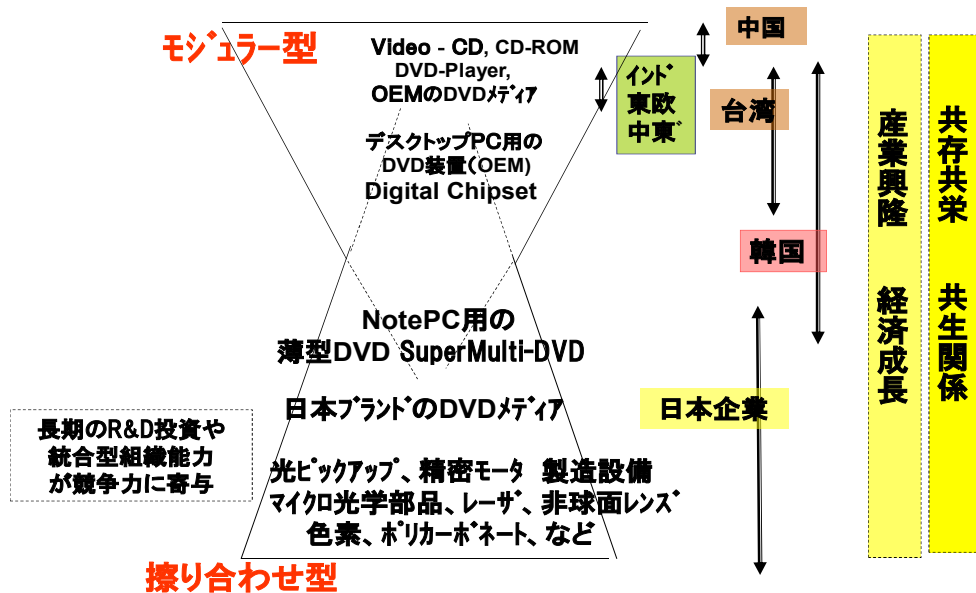 モジュラー型
Video - CD, CD-ROM
DVD-Player,
OEMのDVDメディア
デスクトップPC用の
DVD装置(OEM)
Digital Chipset
NotePC用の
薄型DVD SuperMulti-DVD
日本ブランドのDVDメディア
光ピックアップ、精密モータ 製造設備
マイクロ光学部品、レーザ、非球面レンズ
色素、ポリカーボネート、など
擦り合わせ型
長期のR&D投資や
統合型組織能力
が競争力に寄与
中国
インド
東欧
中東
台湾
韓国
日本企業
産業興隆 経済成長
共存共栄 共生関係